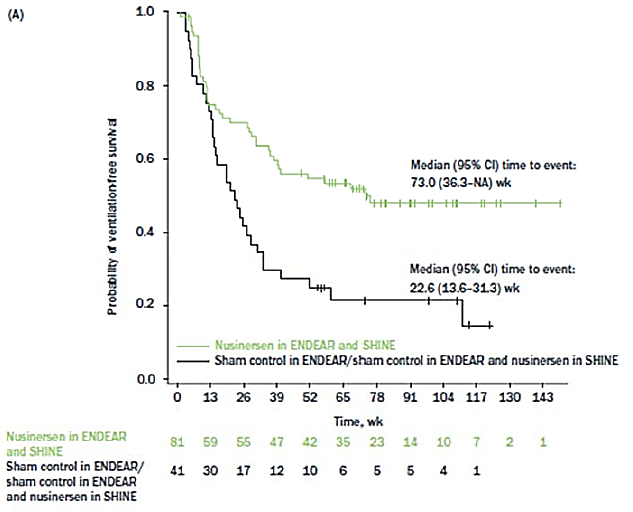 (A)
1.0
0.8
0.6
0.4
0.2
0.0
Probability of ventilation-free survival
Median (95% CI) time to event:
73.0 (36.3–NA) wk
Median (95% CI) time to event:
22.6 (13.6–31.3) wk
Nusinersen in ENDEAR and SHINE
Sham control in ENDEAR/sham control in ENDEAR and nusinersen in SHINE
0 13 26 39 52 65 78 91 104 117 130 143
Time, wk
Nusinersen in ENDEAR
and SHINE
81 59 55 47 42 35 23 14 10 7 2 1
Sham control in ENDEAR/
sham control in ENDEAR
and nusinersen in SHINE
41 30 17 12 10 6 5 5 4 1